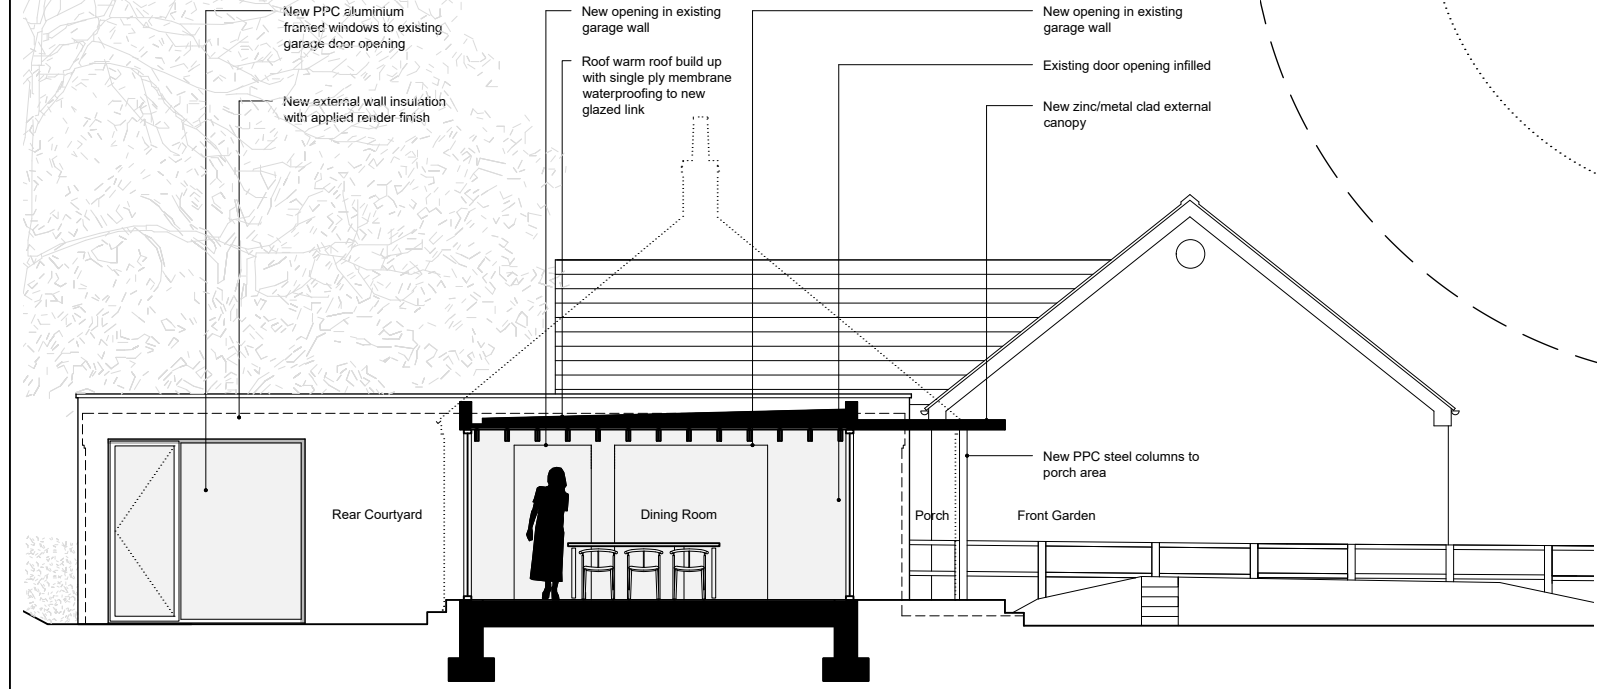 New PPC aluminium
framed windows to existing
garage door opening
New external wall insulation
with applied render finish
New opening in existing
garage wall
Roof warm roof build up
with single ply membrane
waterproofing to new
glazed link
New opening in existing
garage wall
Existing door opening infilled
New zinc/metal clad external
canopy
New PPC steel columns to
porch area
Rear Courtyard
Dining Room
Porch
Front Garden